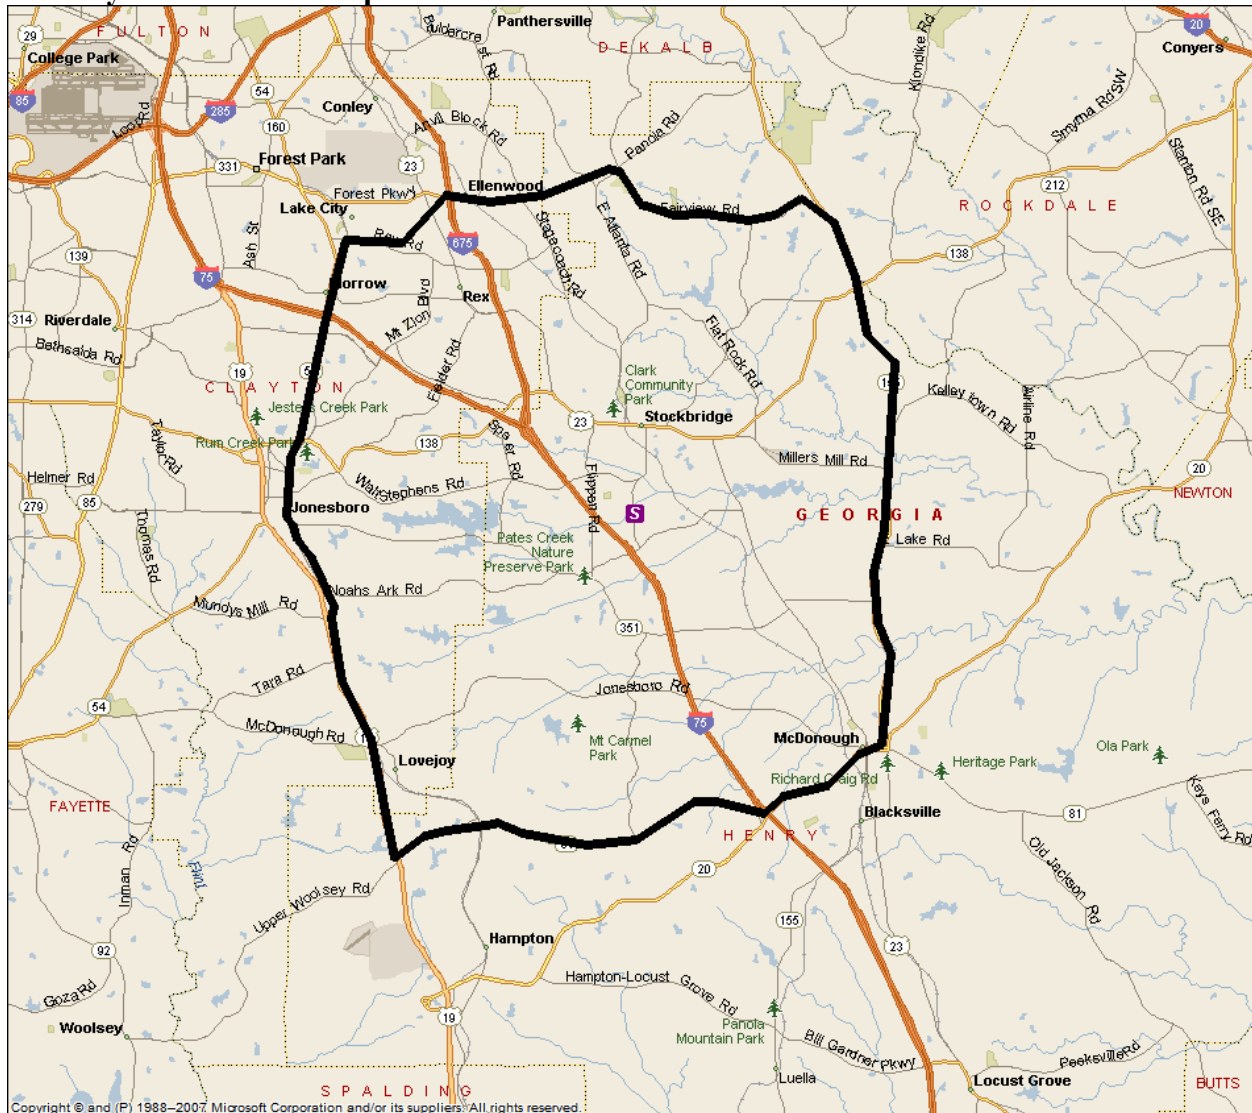 FULTON
Panthersville
DEKALB
20
Conyers
29
College Park
Bouldercrest Rd
Klondike Rd
85
285
54
Conley
Loop Rd
160
Anvil Block Rd
Panola Rd
Smyrna Rd SW
Stanton Rd SE
331
Forest Park
23
Forest Pkwy
Ellenwood
212
Lake City
Fairview Rd
ROCKDALE
Ash St
Rex Rd
Stagecoach Rd
E Atlanta Rd
139
675
138
75
Morrow
Rex
314
Riverdale
Mt Zion Blvd
Flat Rock Rd
Bethsaida Rd
19
CLAYTON
Fielder Rd
Clark
Community
Park
Kelleytown Rd
Airline Rd
Jesters Creek Park
Stockbridge
23
Taylor Rd
Rum Creek Park
138
Speer Rd
Millers Mill Rd
Helmer Rd
Walt Stephens Rd
Flippen Rd
20
85
279
NEWTON
Jonesboro
S
GEORGIA
Thomas Rd
Pates Creek
Nature
Preserve Park
Lake Rd
Noahs Ark Rd
Mundys Mill Rd
351
Tara Rd
Jonesboro Rd
54
McDonough Rd
75
Mt Carmel
Park
McDonough
Ola Park
Lovejoy
Heritage Park
Richard Craig Rd
FAYETTE
Keys Ferry Rd
Blacksville
81
HENRY
Inman Rd
Flint
20
Old Jackson Rd
Upper Woolsey Rd
155
92
Hampton
23
Hampton-Locust Grove Rd
Goza Rd
19
Woolsey
Panola
Mountain Park
Bill Gardner Pkwy
Peeksville Rd
Luella
Locust Grove
SPALDING
BUTTS
Copyright © and (P) 1988–2007 Microsoft Corporation and/or its suppliers. All rights reserved.